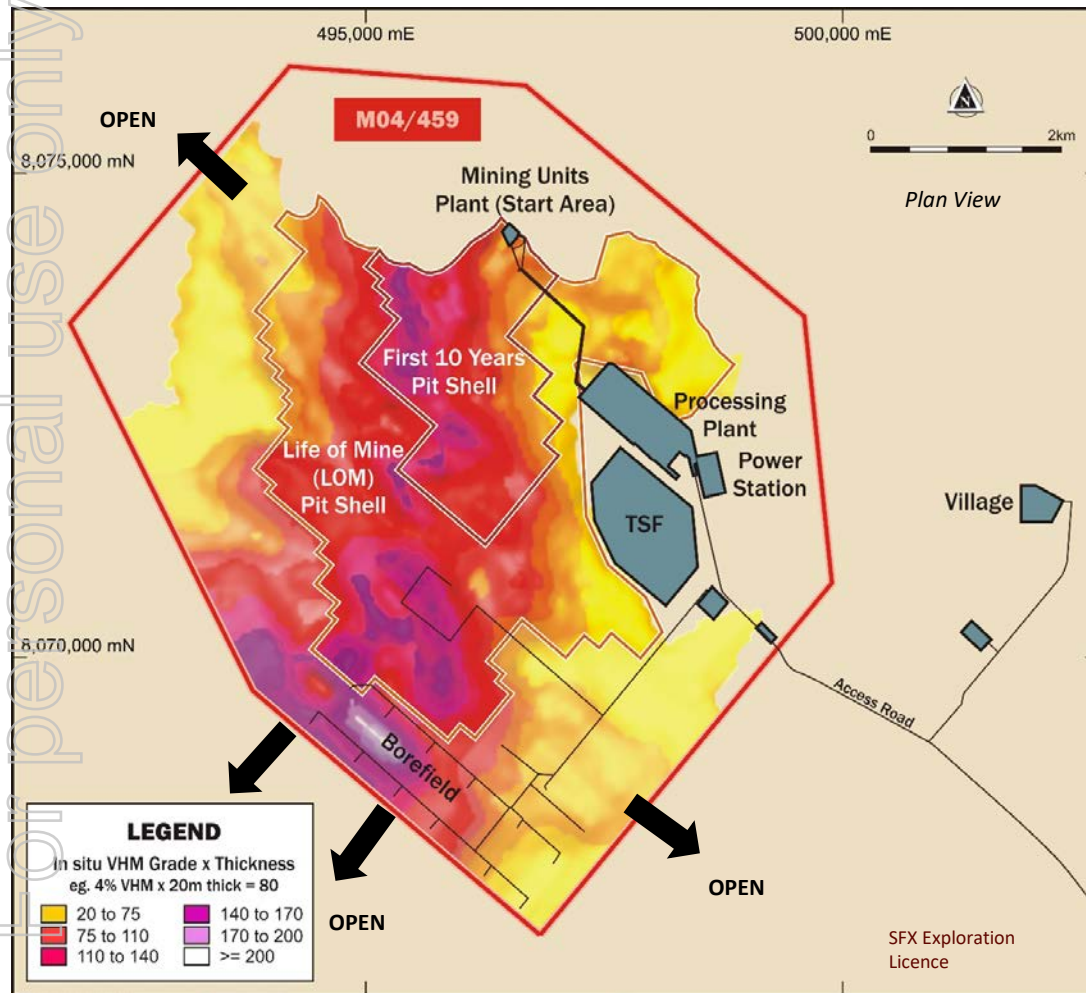 For personal use only
495,000 mE
500,000 mE
OPEN
M04/459
8,075,000 mN
0
2km
Mining Units
Plant (Start Area)
N
Plan View
First 10 Years
Pit Shell
Processing
Plant
Life of Mine
(LOM)
Pit Shell
Power
Station
Village
TSF
8,070,000 mN
Access Road
Borefield
LEGEND
In situ VHM Grade x Thickness
eg. 4% VHM x 20m thick = 80
20 to 75
75 to 110
110 to 140
140 to 170
170 to 200
>= 200
OPEN
OPEN
SFX Exploration
Licence